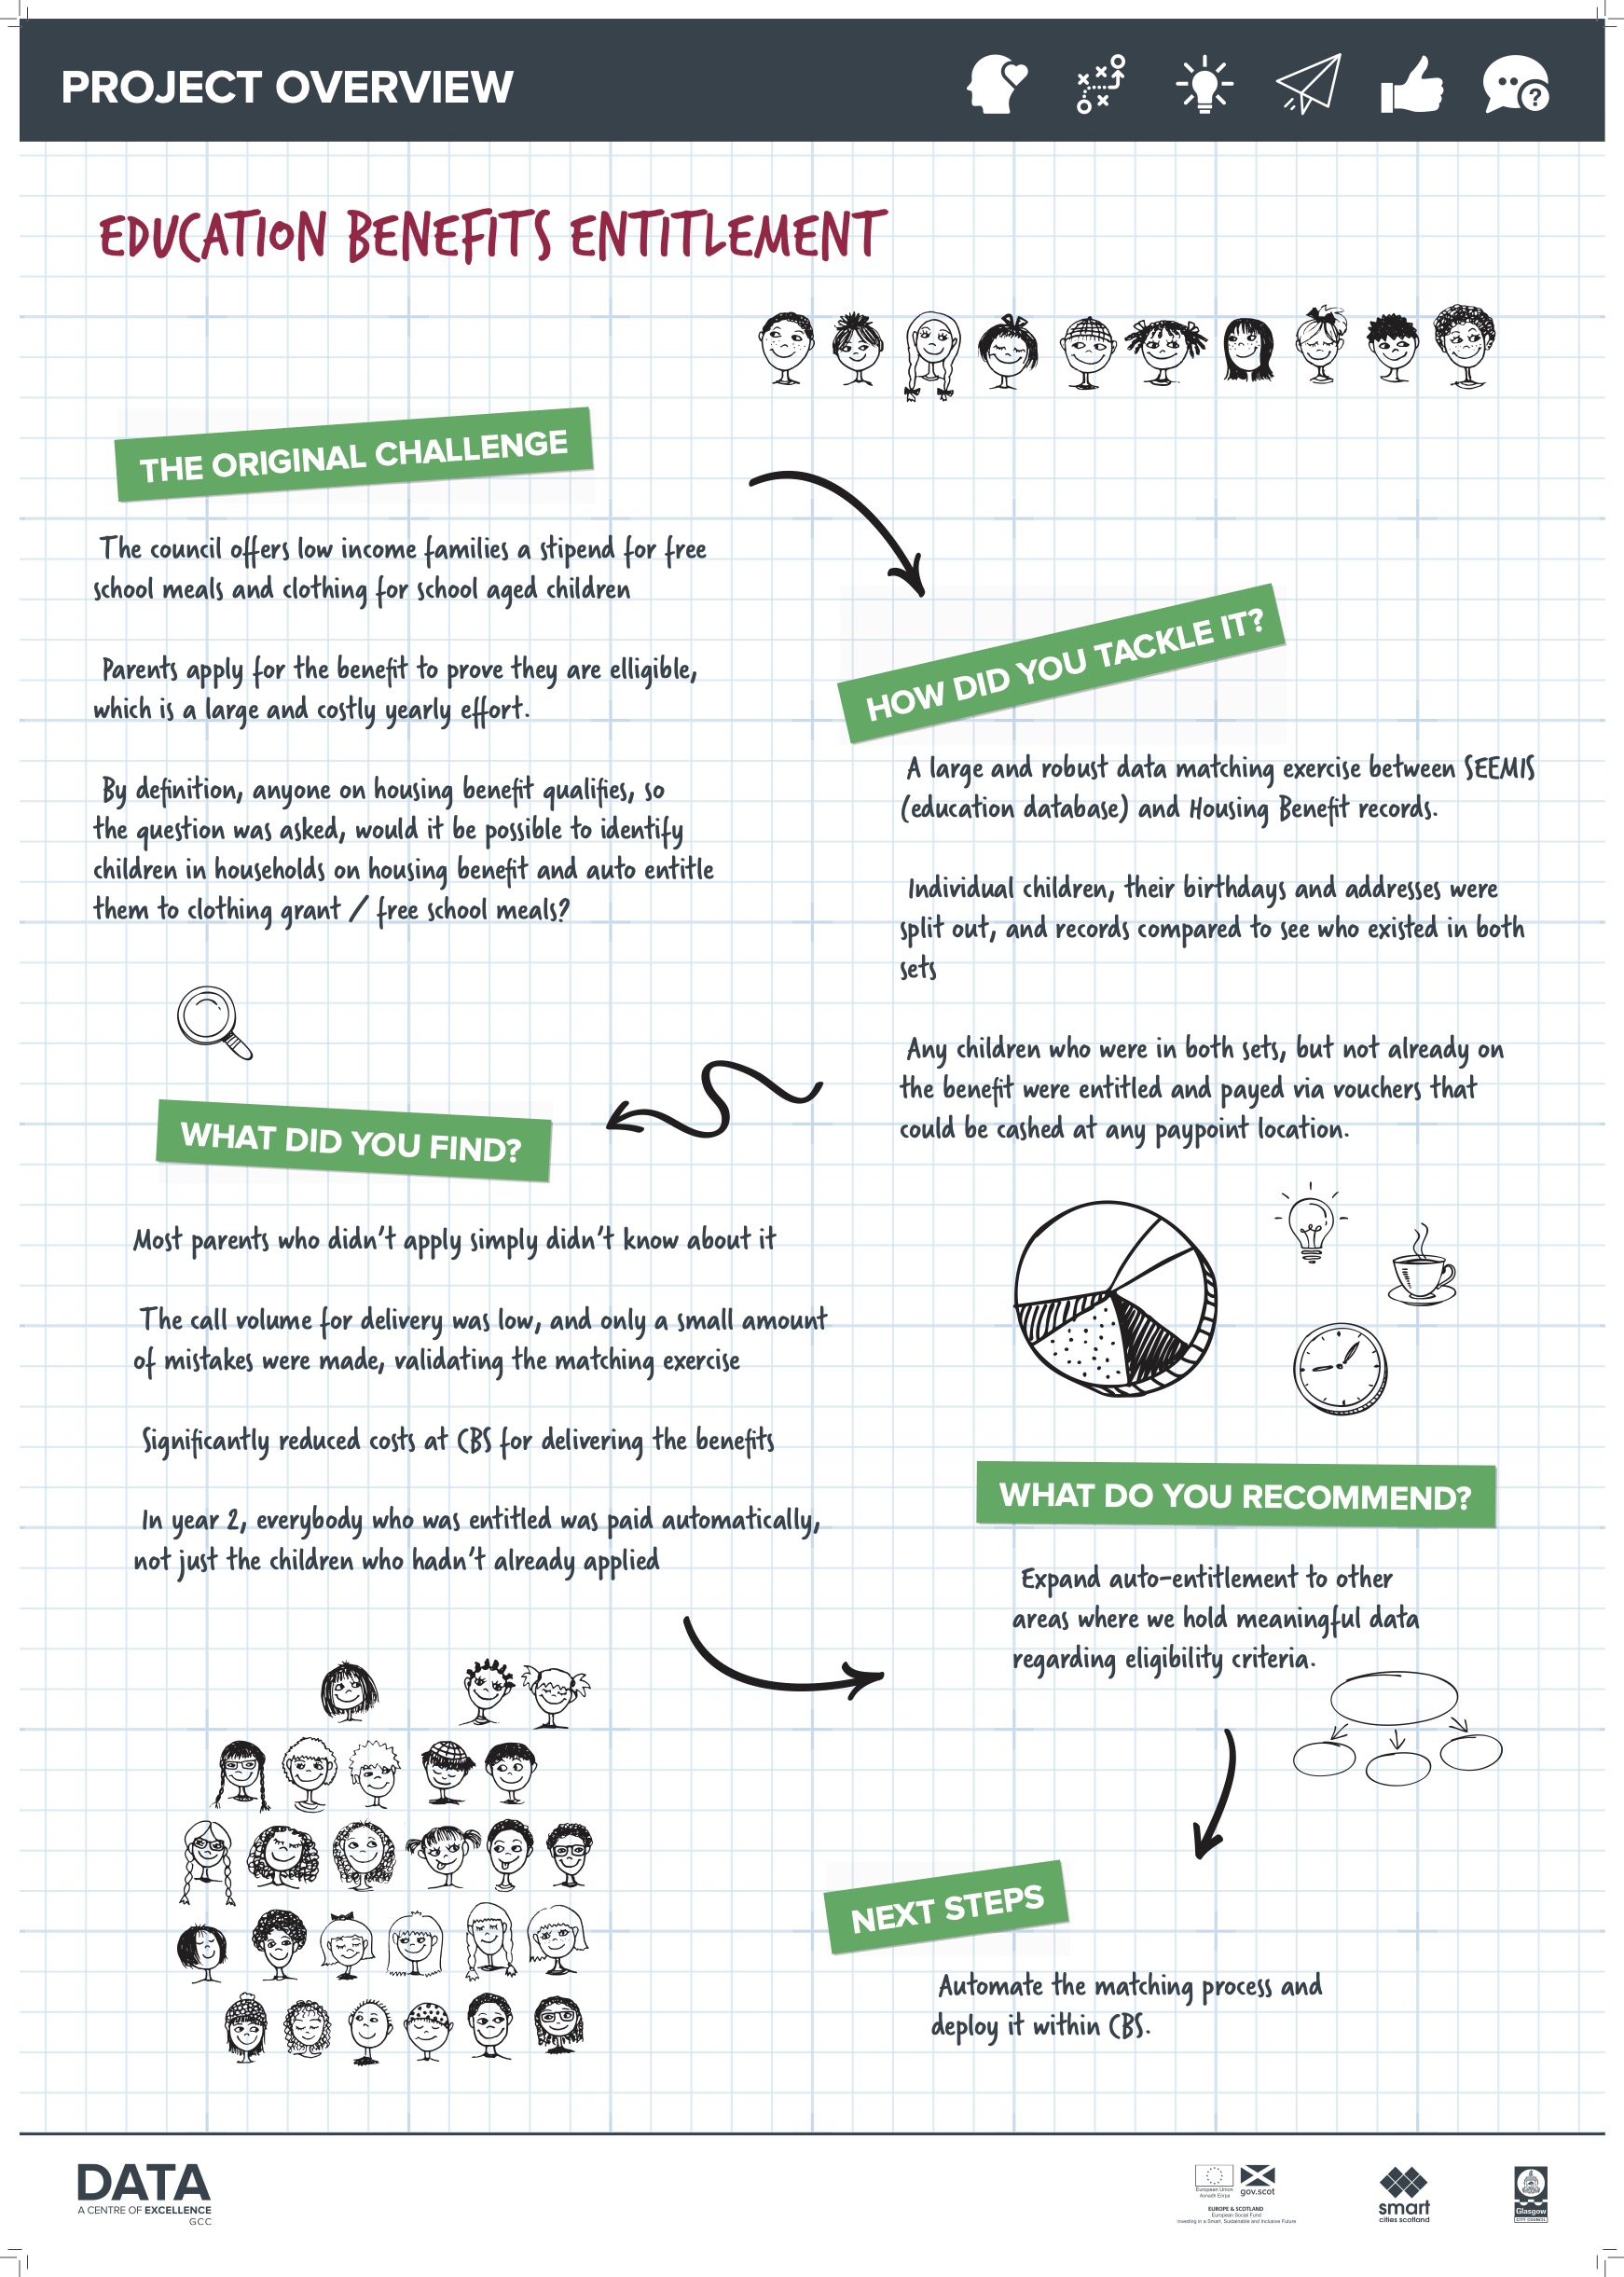 PROJECT OVERVIEW
?
EDUCATION BENEFITS ENTITLEMENT
THE ORIGINAL CHALLENGE
The council offers low income families a stipend for free
school meals and clothing for school aged children
Parents apply for the benefit to prove they are elligible,
which is a large and costly yearly effort.
By definition, anyone on housing benefit qualifies, so
the question was asked, would it be possible to identify
children in households on housing benefit and auto entitle
them to clothing grant / free school meals?
HOW DID YOU TACKLE IT?
A large and robust data matching exercise between SEEMIS
(education database) and Housing Benefit records.
Individual children, their birthdays and addresses were
split out, and records compared to see who existed in both
sets
Any children who were in both sets, but not already on
the benefit were entitled and payed via vouchers that
could be cashed at any paypoint location.
WHAT DID YOU FIND?
Most parents who didn't apply simply didn't know about it
The call volume for delivery was low, and only a small amount
of mistakes were made, validating the matching exercise
Significantly reduced costs at CBS for delivering the benefits
In year 2, everybody who was entitled was paid automatically,
not just the children who hadn't already applied
WHAT DO YOU RECOMMEND?
Expand auto-entitlement to other
areas where we hold meaningful data
regarding eligibility criteria.
NEXT STEPS
Automate the matching process and
deploy it within CBS.
DATA
A CENTRE OF EXCELLENCE
GCC
European Union
Aonadh Eòrpa
gov.scot
EUROPE & SCOTLAND
European Social Fund
Investing in a Smart, Sustainable and Inclusive Future
smart
cities scotland
Glasgow
CITY COUNCIL